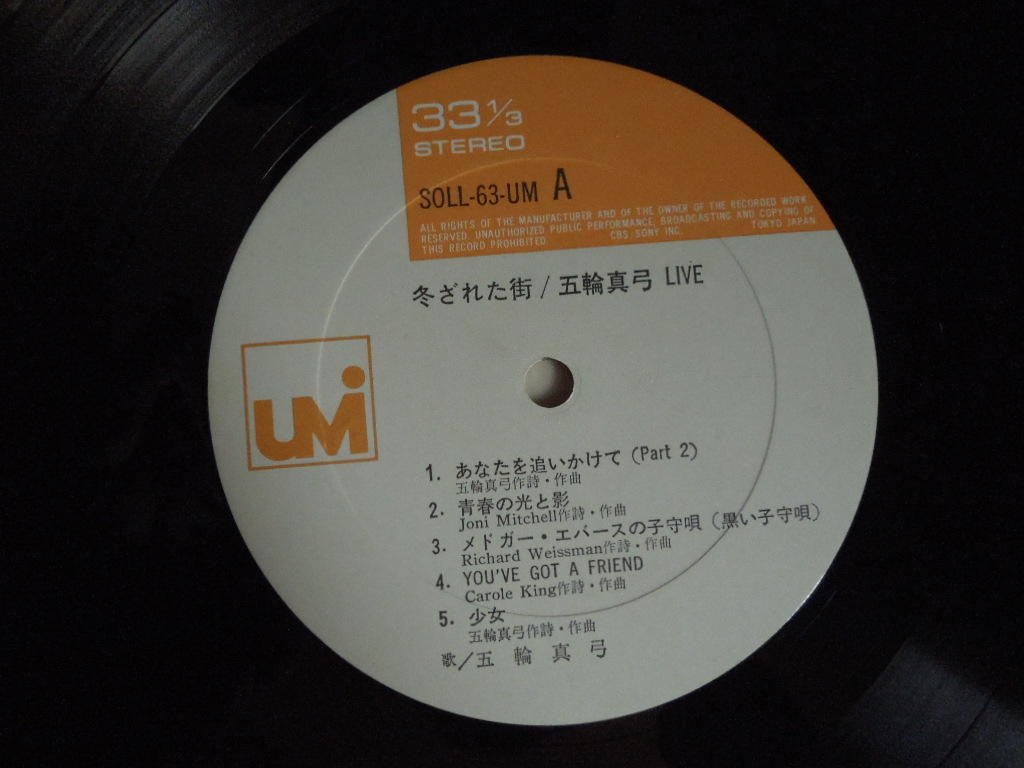 33 1/3
STEREO
SOLL-63-UM A
ALL RIGHTS OF THE MANUFACTURER AND OF THE OWNER OF THE RECORDED WORK
RESERVED. UNAUTHORIZED PUBLIC PERFORMANCE, BROADCASTING AND COPYING OF
THIS RECORD PROHIBITED. CBS/SONY INC. TOKYO JAPAN
冬ざれた街/五輪真弓 LIVE
UMi
1. あなたを追いかけて (Part 2)
五輪真弓作詩・作曲
2. 青春の光と影
Joni Mitchell作詩・作曲
3. メドガー・エバースの子守唄 (黒い子守唄)
Richard Weissman作詩・作曲
4. YOU'VE GOT A FRIEND
Carole King作詩・作曲
5. 少女
五輪真弓作詩・作曲
歌/五輪真弓